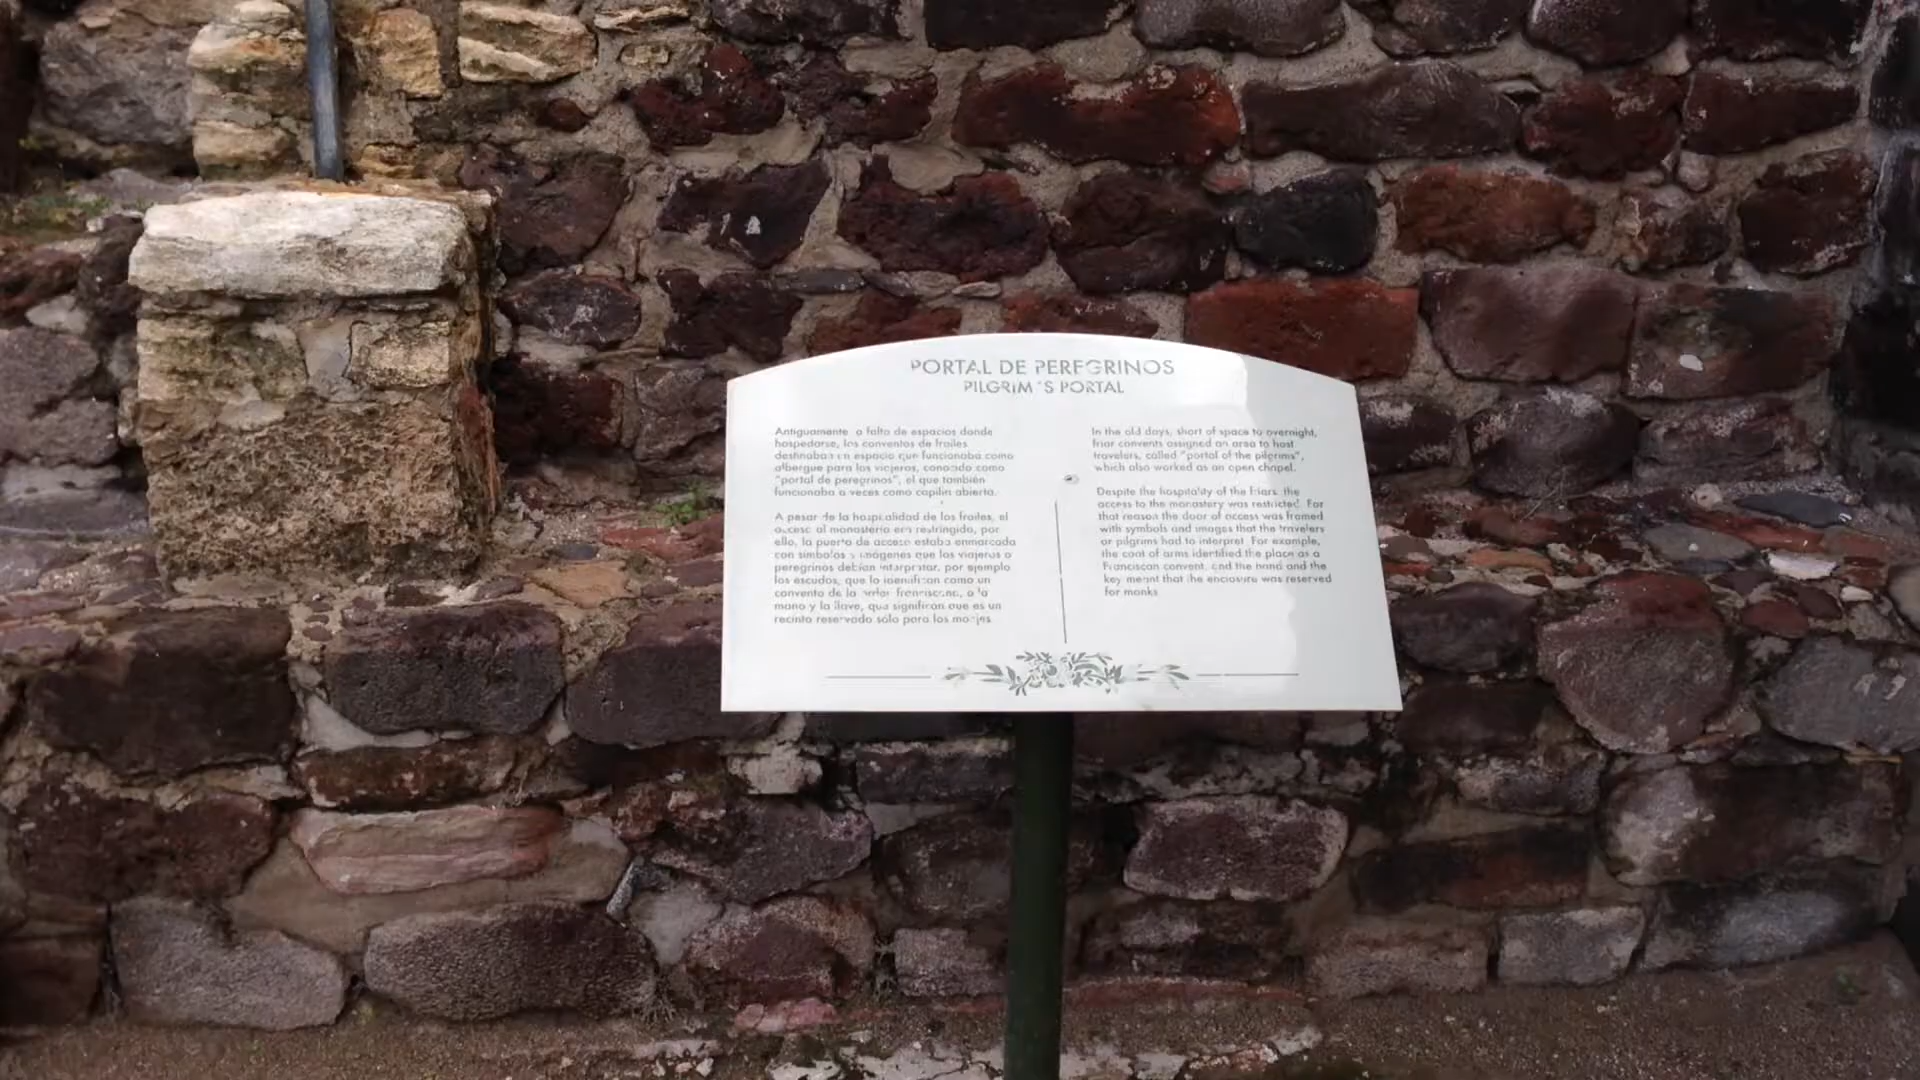 PORTAL DE PEREGRINOS
PILGRIM´S PORTAL
Antiguamente a falta de espacios donde
hospedarse, los conventos de frailes
destinaban un espacio que funcionaba como
albergue para los viajeros, conocido como
"portal de peregrinos", el que también
funcionaba a veces como capilla abierta.
A pesar de la hospitalidad de los frailes, el
acceso al monasterio era restringido, por
ello, la puerta de acceso estaba enmarcada
con símbolos e imágenes que los viajeros o
peregrinos debían interpretar, por ejemplo
los escudos, que lo identifican como un
convento de la orden franciscana, o la
mano y la llave, que significan que es un
recinto reservado sólo para los monjes
In the old days, short of space to overnight,
friar convents assigned an area to host
travelers, called "portal of the pilgrims",
which also worked as an open chapel.
Despite the hospitality of the friars, the
access to the monastery was restricted. For
that reason the door of access was framed
with symbols and images that the travelers
or pilgrims had to interpret. For example,
the coat of arms identified the place as a
Franciscan convent, and the hand and the
key meant that the enclosure was reserved
for monks